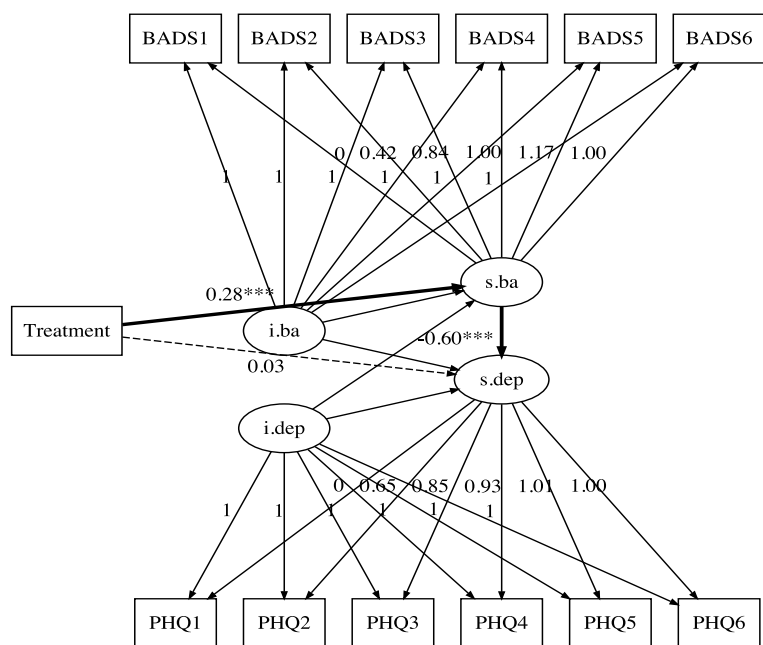 BADS1 BADS2 BADS3 BADS4 BADS5 BADS6
0 0.42 0.84 1.00 1.17 1.00
1 1 1 1 1 1
s.ba
0.28***
Treatment i.ba
-0.60***
0.03
s.dep
i.dep
0 0.65 0.85 0.93 1.01 1.00
1 1 1 1 1 1
PHQ1 PHQ2 PHQ3 PHQ4 PHQ5 PHQ6